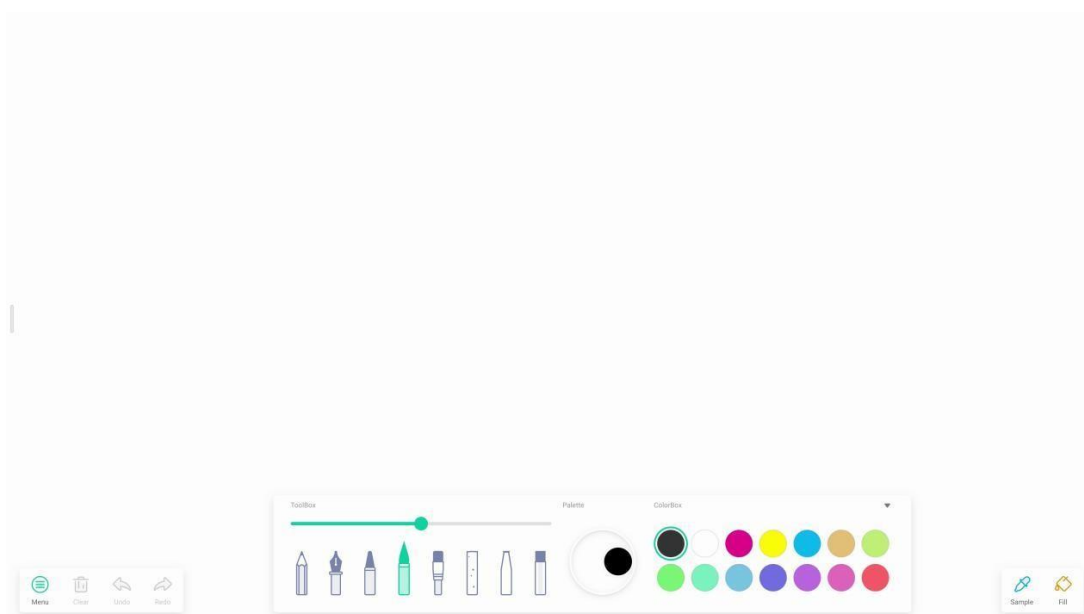 ToolBox
Palette
ColorBox
Menu
Clear
Undo
Redo
Sample
Fill